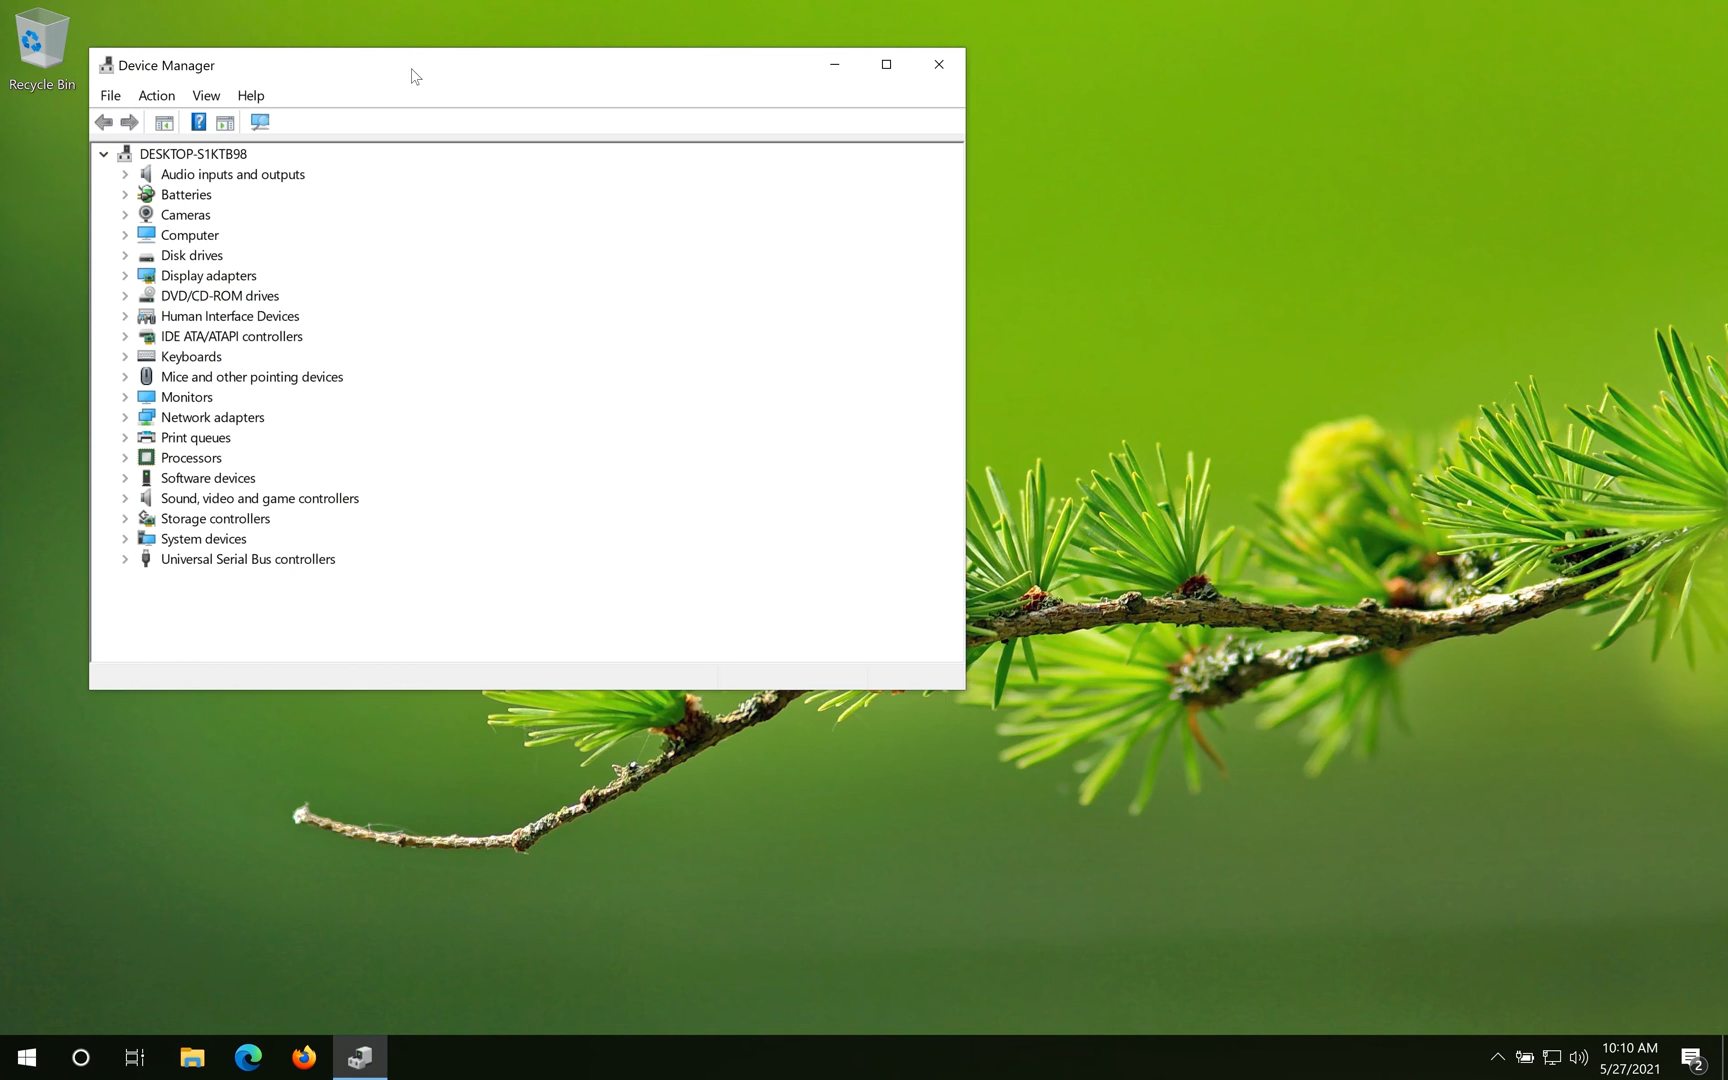 Recycle Bin
Device Manager
File Action View Help
DESKTOP-S1KTB98
Audio inputs and outputs
Batteries
Cameras
Computer
Disk drives
Display adapters
DVD/CD-ROM drives
Human Interface Devices
IDE ATA/ATAPI controllers
Keyboards
Mice and other pointing devices
Monitors
Network adapters
Print queues
Processors
Software devices
Sound, video and game controllers
Storage controllers
System devices
Universal Serial Bus controllers
10:10 AM
5/27/2021
2